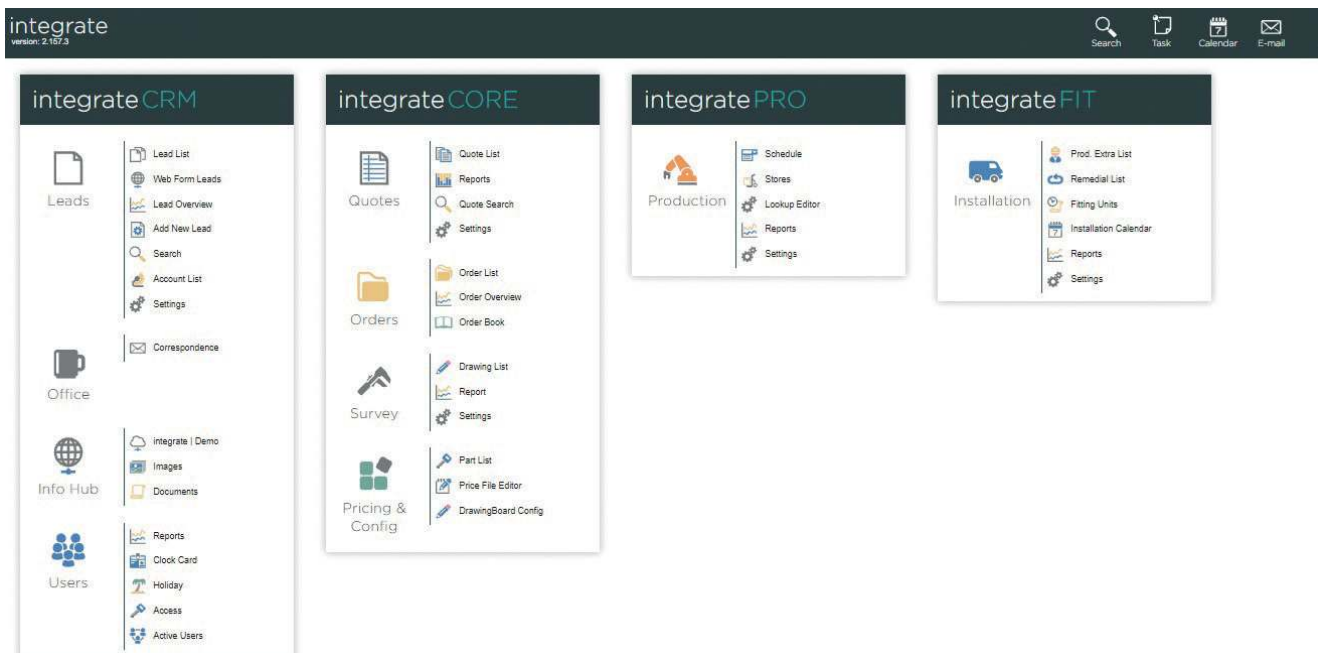 integrate
version: 2.157.3
Search
Task
7
Calendar
E-mail
integrate CRM
Leads
Lead List
Web Form Leads
Lead Overview
Add New Lead
Search
Account List
Settings
Office
Correspondence
Info Hub
integrate | Demo
Images
Documents
Users
Reports
Clock Card
Holiday
Access
Active Users
integrate CORE
Quotes
Quote List
Reports
Quote Search
Settings
Orders
Order List
Order Overview
Order Book
Survey
Drawing List
Report
Settings
Pricing &
Config
Part List
Price File Editor
DrawingBoard Config
integrate PRO
Production
Schedule
Stores
Lookup Editor
Reports
Settings
integrate FIT
Installation
Prod. Extra List
Remedial List
Fitting Units
7
Installation Calendar
Reports
Settings